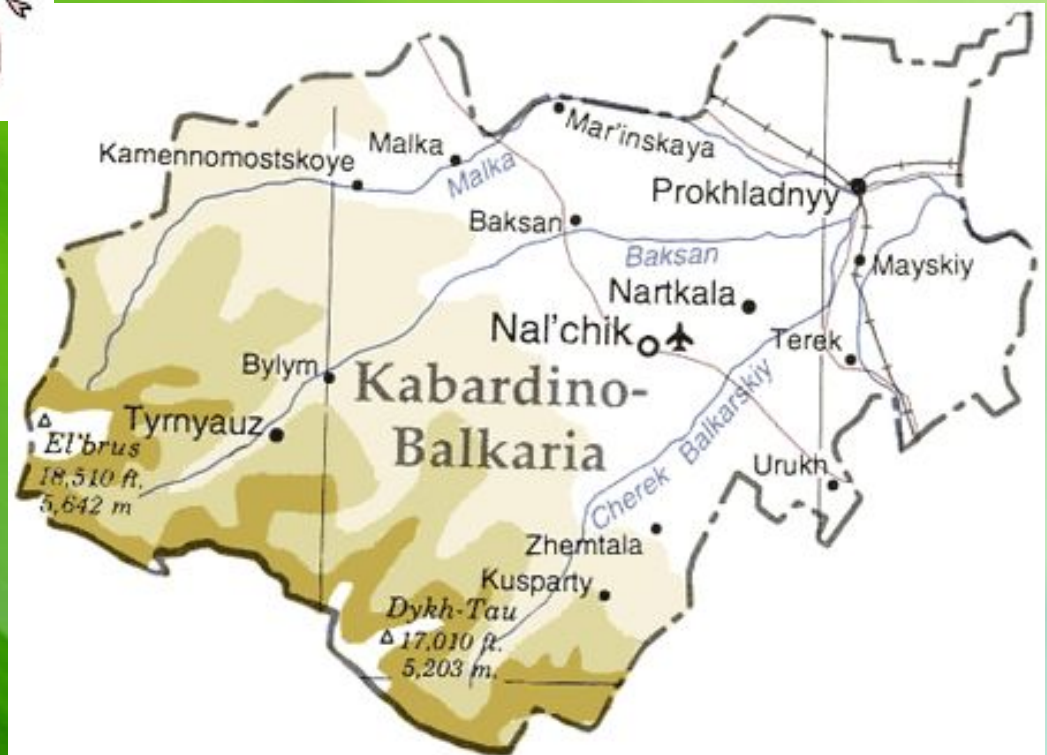 Kamennomostskoye
Malka
Malka
Mar'inskaya
Prokhladnyy
Baksan
Baksan
Mayskiy
Nartkala
Nal'chik
Terek
Bylym
Kabardino-
Balkaria
Tyrnyauz
El'brus
18,510 ft.
5,642 m
Cherek Balkarskiy
Urukh
Zhemtala
Kusparty
Dykh-Tau
17,010 ft.
5,203 m.